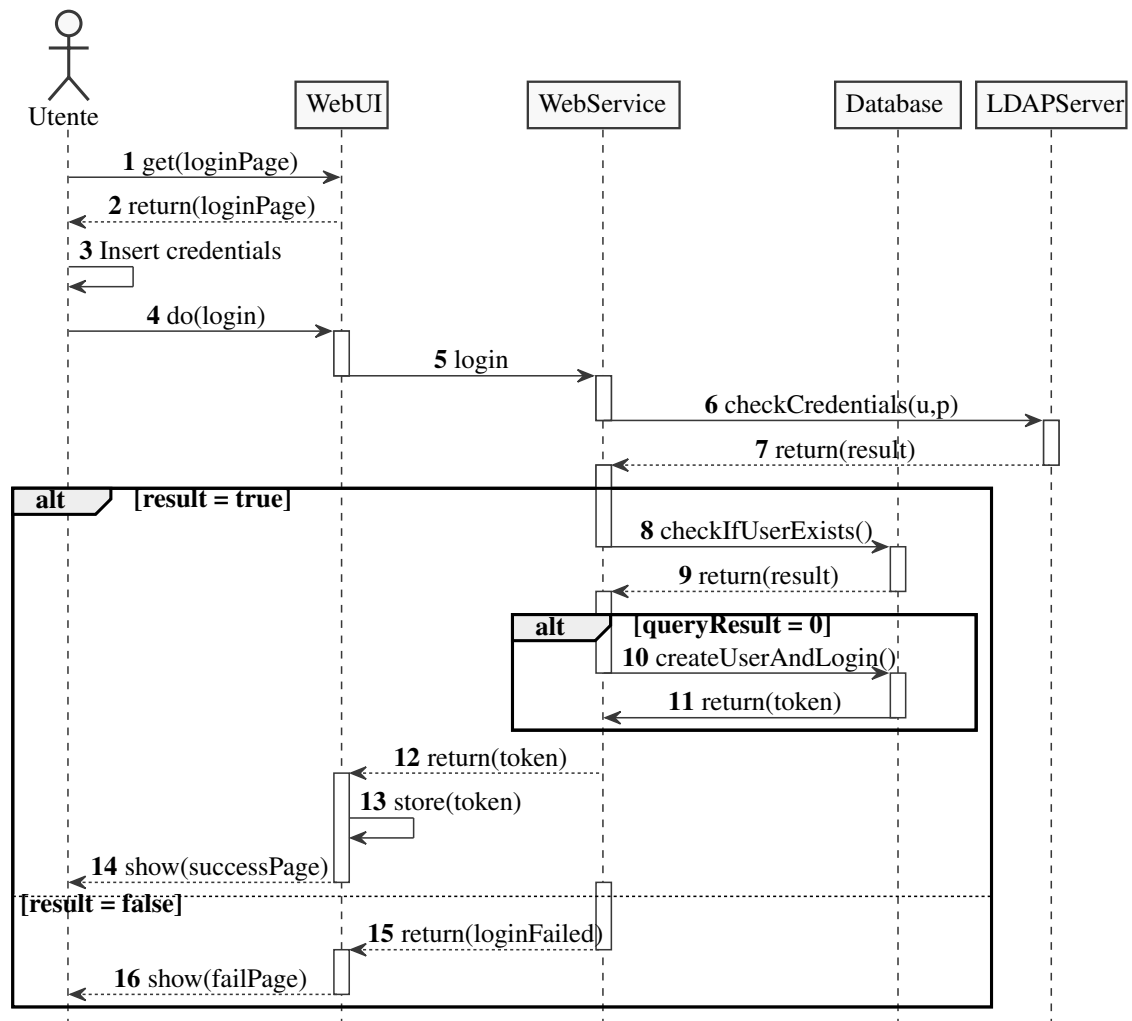 Utente
WebUI
WebService
Database
LDAPServer
1 get(loginPage)
2 return(loginPage)
3 Insert credentials
4 do(login)
5 login
6 checkCredentials(u,p)
7 return(result)
alt [result = true]
8 checkIfUserExists()
9 return(result)
alt [queryResult = 0]
10 createUserAndLogin()
11 return(token)
12 return(token)
13 store(token)
14 show(successPage)
[result = false]
15 return(loginFailed)
16 show(failPage)